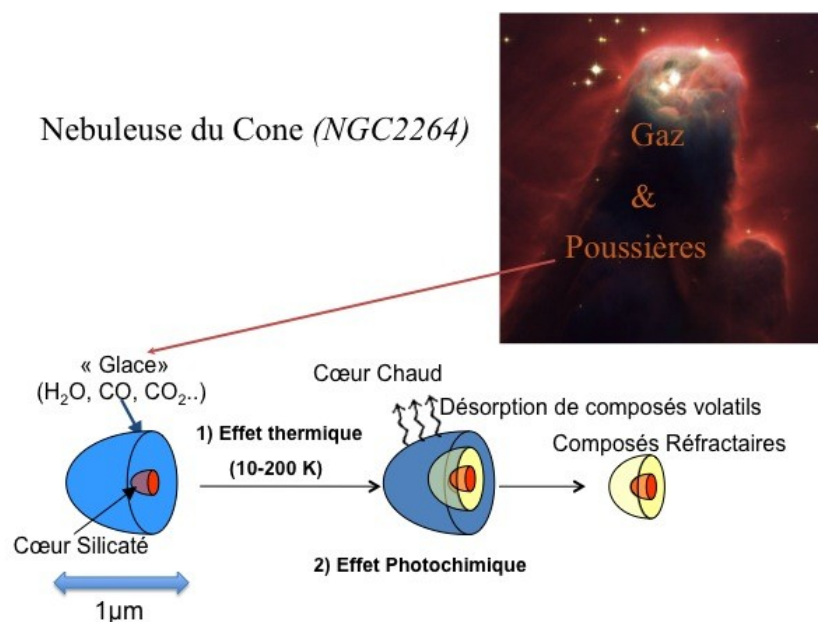 Nebuleuse du Cone (NGC2264)
Gaz
&
Poussières
« Glace»
(H₂O, CO, CO₂..)
Cœur Chaud
Désorption de composés volatils
1) Effet thermique
(10-200 K)
Composés Réfractaires
Cœur Silicaté
2) Effet Photochimique
1µm